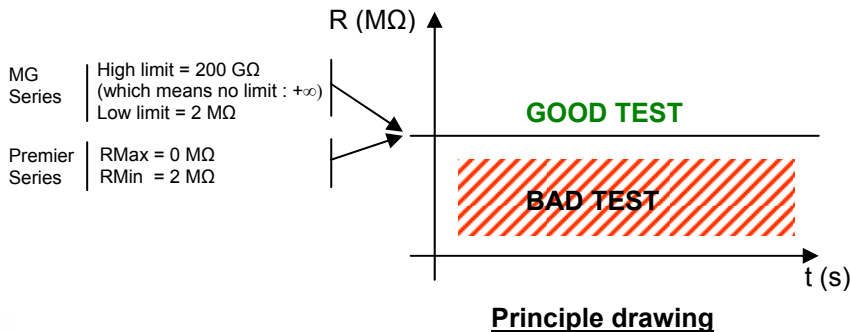 R (MΩ)
MG
Series
High limit = 200 GΩ
(which means no limit : +∞)
Low limit = 2 MΩ
GOOD TEST
Premier
Series
RMax = 0 MΩ
RMin = 2 MΩ
BAD TEST
t (s)
Principle drawing